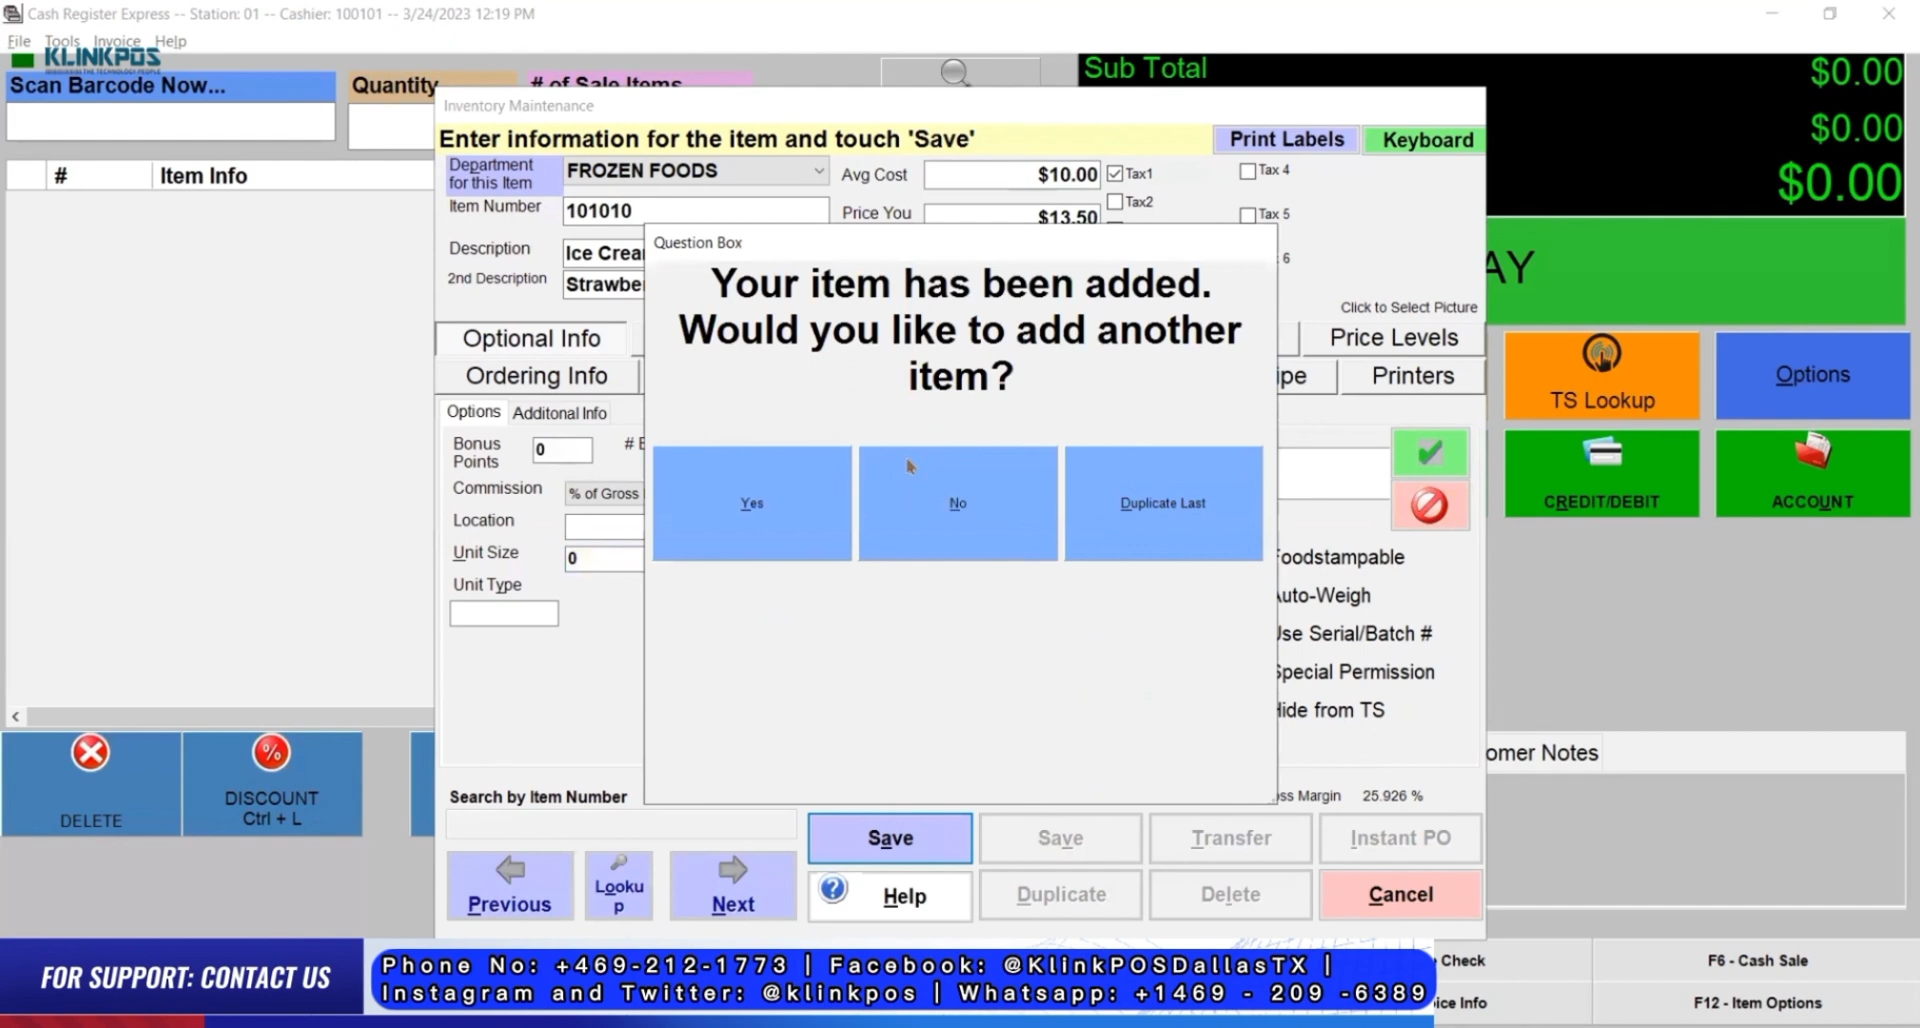 Cash Register Express -- Station: 01 -- Cashier: 100101 -- 3/24/2023 12:19 PM
File Tools Invoice Help
KLINKPOS
Scan Barcode Now...
Quantity
# of Sale Items
Sub Total
$0.00
$0.00
$0.00
# Item Info
Inventory Maintenance
Enter information for the item and touch 'Save'
Print Labels
Keyboard
Department
for this Item
FROZEN FOODS
Avg Cost
$10.00
Tax1
Tax 4
Item Number
101010
Price You
$13.50
Tax2
Tax 5
Description
Ice Crea
6
2nd Description
Strawbe
Click to Select Picture
Optional Info
Price Levels
Ordering Info
ipe
Printers
Options
Additonal Info
Bonus
Points
0
# E
Commission
% of Gross
Location
Unit Size
0
Unit Type
Foodstampable
Auto-Weigh
Use Serial/Batch #
Special Permission
Hide from TS
Question Box
Your item has been added.
Would you like to add another
item?
Yes
No
Duplicate Last
AY
TS Lookup
Options
CREDIT/DEBIT
ACCOUNT
omer Notes
DELETE
DISCOUNT
Ctrl + L
Search by Item Number
ss Margin 25.926 %
Save
Save
Transfer
Instant PO
Previous
Looku
p
Next
Help
Duplicate
Delete
Cancel
Check
F6 - Cash Sale
ice Info
F12 - Item Options
FOR SUPPORT: CONTACT US
Phone No: +469-212-1773 | Facebook: @KlinkPOSDallasTX |
Instagram and Twitter: @klinkpos | Whatsapp: +1469 - 209 -6389